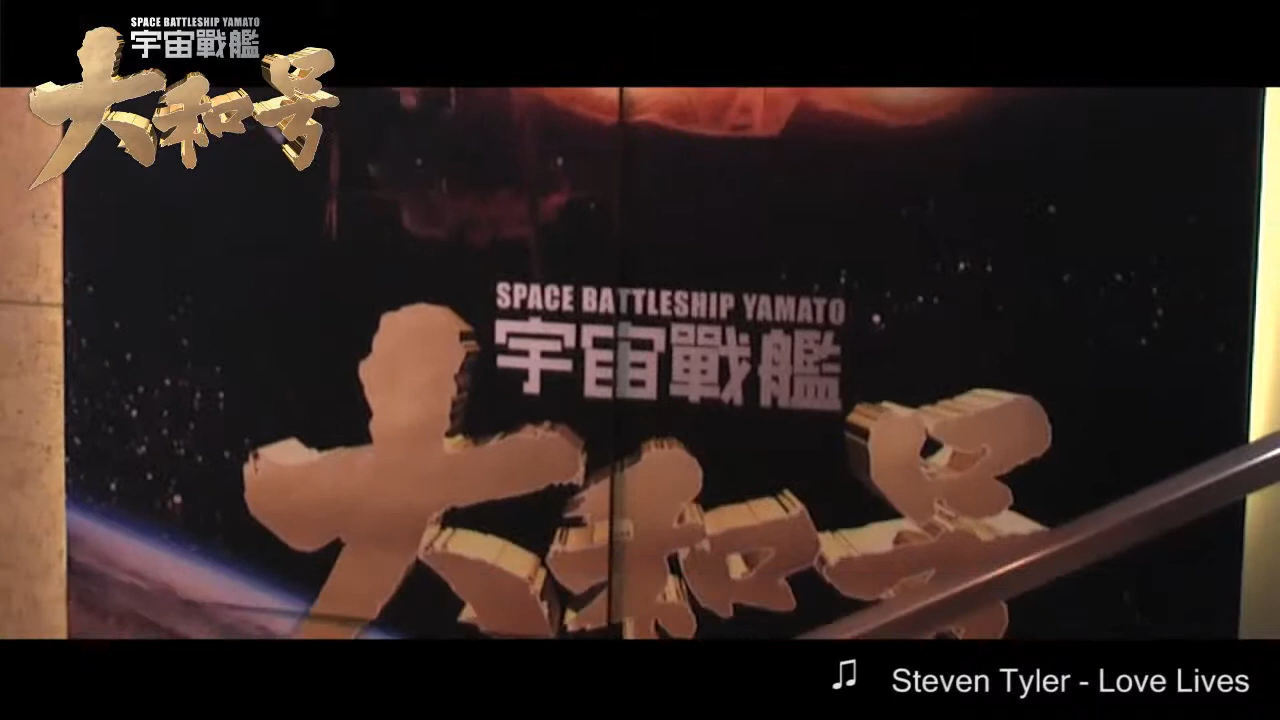 SPACE BATTLESHIP YAMATO
宇宙戰艦
大和号
SPACE BATTLESHIP YAMATO
宇宙戰艦
大和号
♫ Steven Tyler - Love Lives